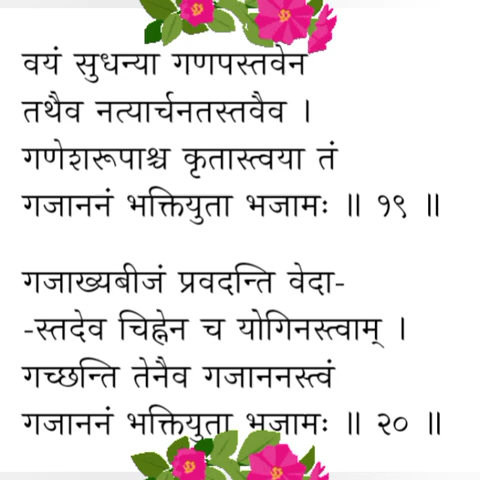 वयं सुधन्या गणपस्तवेन
तथैव नत्यार्चनतस्तवैव ।
गणेशरूपाश्च कृतास्त्वया तं
गजाननं भक्तियुता भजामः ॥ १९ ॥
गजाख्यबीजं प्रवदन्ति वेदा-
-स्तदेव चिह्नेन च योगिनस्त्वाम् ।
गच्छन्ति तेनैव गजाननस्त्वं
गजाननं भक्तियुता भजामः ॥ २० ॥